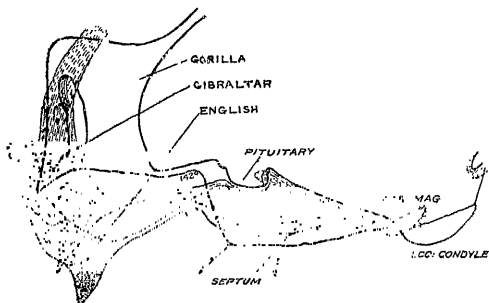 GORILLA
GIBRALTAR
ENGLISH
PITUITARY
MAG
CONDYLE
SEPTUM